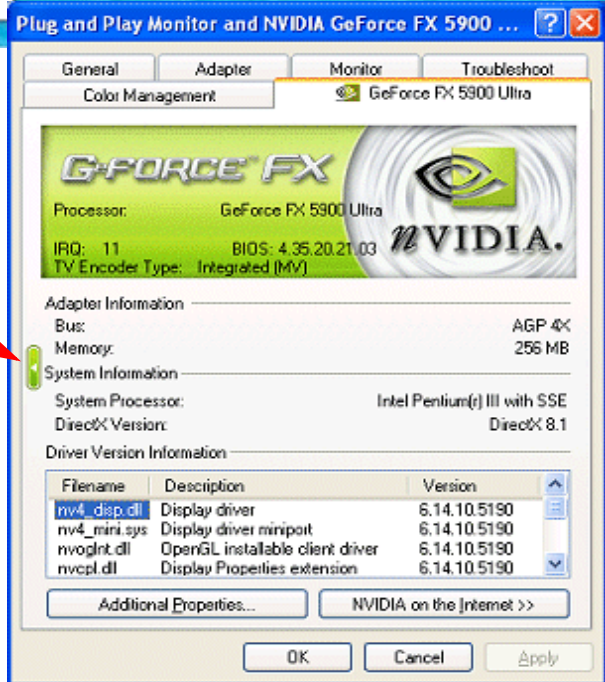 Plug and Play Monitor and NVIDIA GeForce FX 5900 ...
General Adapter Monitor Troubleshoot
Color Management GeForce FX 5900 Ultra
GEFORCE FX
Processor: GeForce FX 5900 Ultra
IRQ: 11 BIOS: 4.35.20.21.03
TV Encoder Type: Integrated (MV)
nVIDIA.
Adapter Information
Bus: AGP 4X
Memory: 256 MB
System Information
System Processor: Intel Pentium(r) III with SSE
DirectX Version: DirectX 8.1
Driver Version Information
Filename Description Version
nv4_disp.dll Display driver 6.14.10.5190
nv4_mini.sys Display driver miniport 6.14.10.5190
nvoglnt.dll OpenGL installable client driver 6.14.10.5190
nvcpl.dll Display Properties extension 6.14.10.5190
Additional Properties... NVIDIA on the Internet >>
OK Cancel Apply